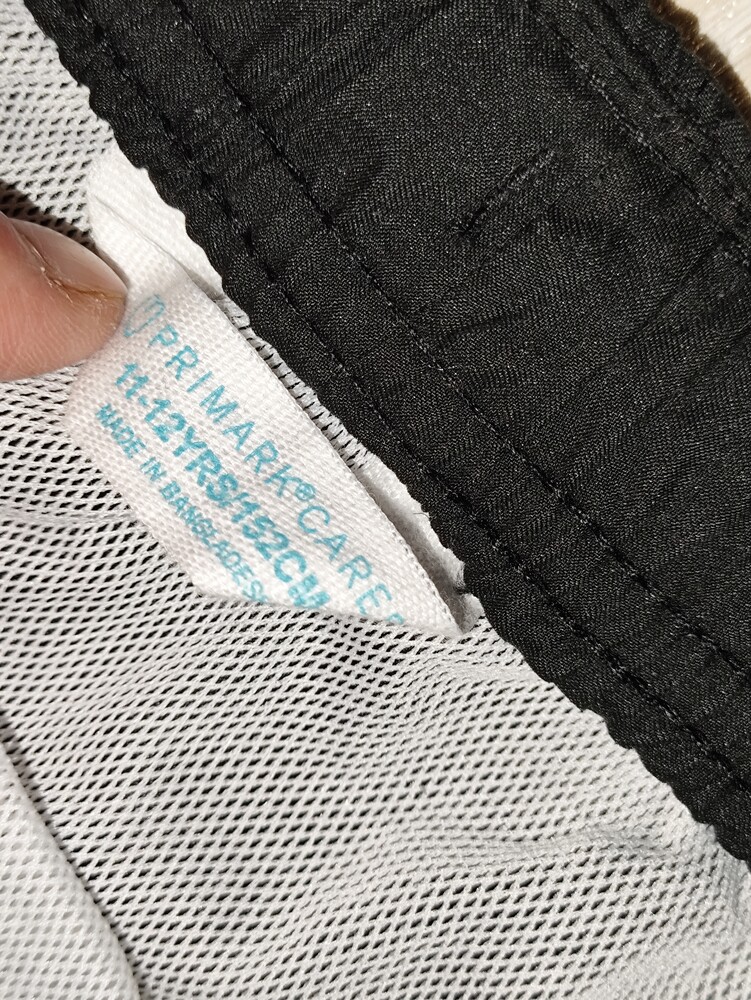 PRIMARK® CARES
11-12YRS/152CM
MADE IN BANGLADESH